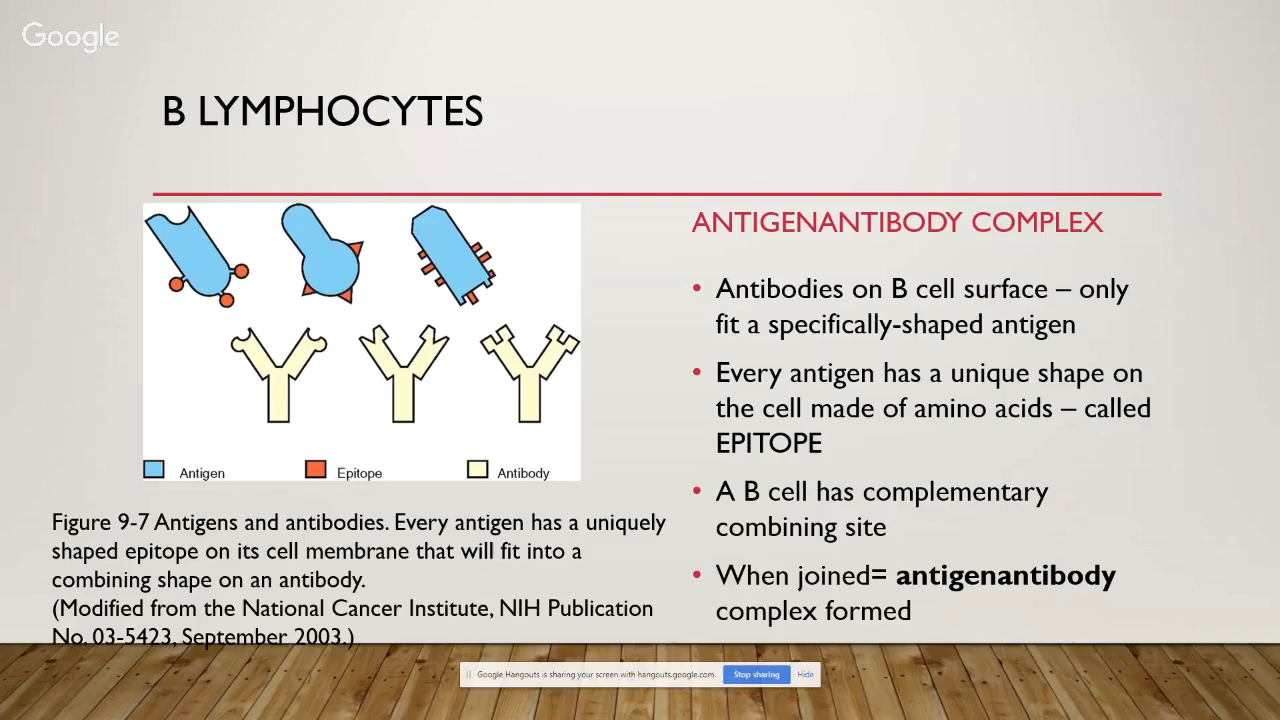 Google
B LYMPHOCYTES
Antigen
Epitope
Antibody
Figure 9-7 Antigens and antibodies. Every antigen has a uniquely
shaped epitope on its cell membrane that will fit into a
combining shape on an antibody.
(Modified from the National Cancer Institute, NIH Publication
No. 03-5423, September 2003.)
ANTIGENANTIBODY COMPLEX
• Antibodies on B cell surface – only
fit a specifically-shaped antigen
• Every antigen has a unique shape on
the cell made of amino acids – called
EPITOPE
• A B cell has complementary
combining site
• When joined= antigenantibody
complex formed
Google Hangouts is sharing your screen with hangouts.google.com.
Stop sharing
Hide